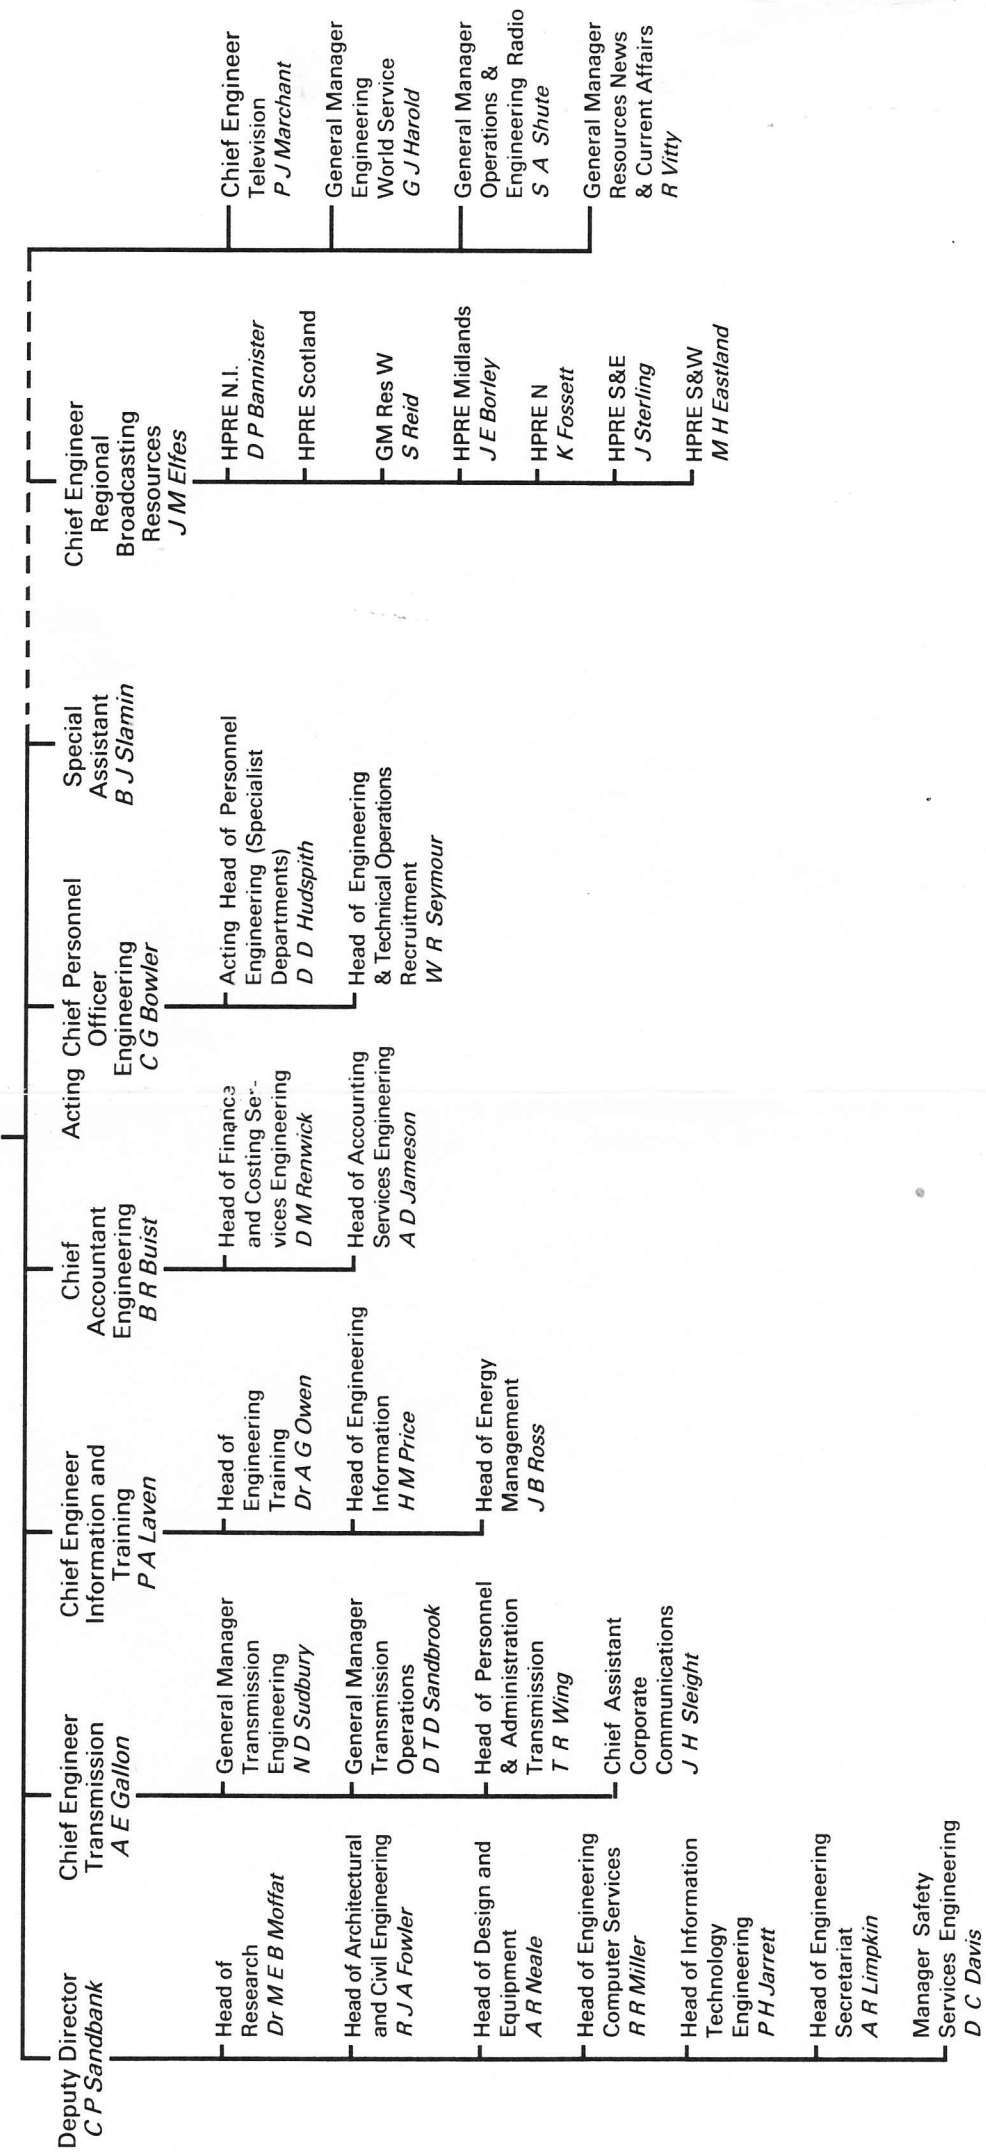 Deputy Director
C P Sandbank
Head of
Research
Dr M E B Moffat
Head of Architectural
and Civil Engineering
R J A Fowler
Head of Design and
Equipment
A R Neale
Head of Engineering
Computer Services
R R Miller
Head of Information
Technology
Engineering
P H Jarrett
Head of Engineering
Secretariat
A R Limpkin
Manager Safety
Services Engineering
D C Davis
Chief Engineer
Transmission
A E Gallon
General Manager
Transmission
Engineering
N D Sudbury
General Manager
Transmission
Operations
D T D Sandbrook
Head of Personnel
& Administration
Transmission
T R Wing
Chief Assistant
Corporate
Communications
J H Sleight
Chief Engineer
Information and
Training
P A Laven
Head of
Engineering
Training
Dr A G Owen
Head of Engineering
Information
H M Price
Head of Energy
Management
J B Ross
Chief
Accountant
Engineering
B R Buist
Head of Finance
and Costing Ser-
vices Engineering
D M Renwick
Head of Accounting
Services Engineering
A D Jameson
Acting Chief Personnel
Officer
Engineering
C G Bowler
Acting Head of Personnel
Engineering (Specialist
Departments)
D D Hudspith
Head of Engineering
& Technical Operations
Recruitment
W R Seymour
Special
Assistant
B J Slamin
Chief Engineer
Regional
Broadcasting
Resources
J M Elfes
HPRE N.I.
D P Bannister
HPRE Scotland
GM Res W
S Reid
HPRE Midlands
J E Borley
HPRE N
K Fossett
HPRE S&E
J Sterling
HPRE S&W
M H Eastland
Chief Engineer
Television
P J Marchant
General Manager
Engineering
World Service
G J Harold
General Manager
Operations &
Engineering Radio
S A Shute
General Manager
Resources News
& Current Affairs
R Vitty